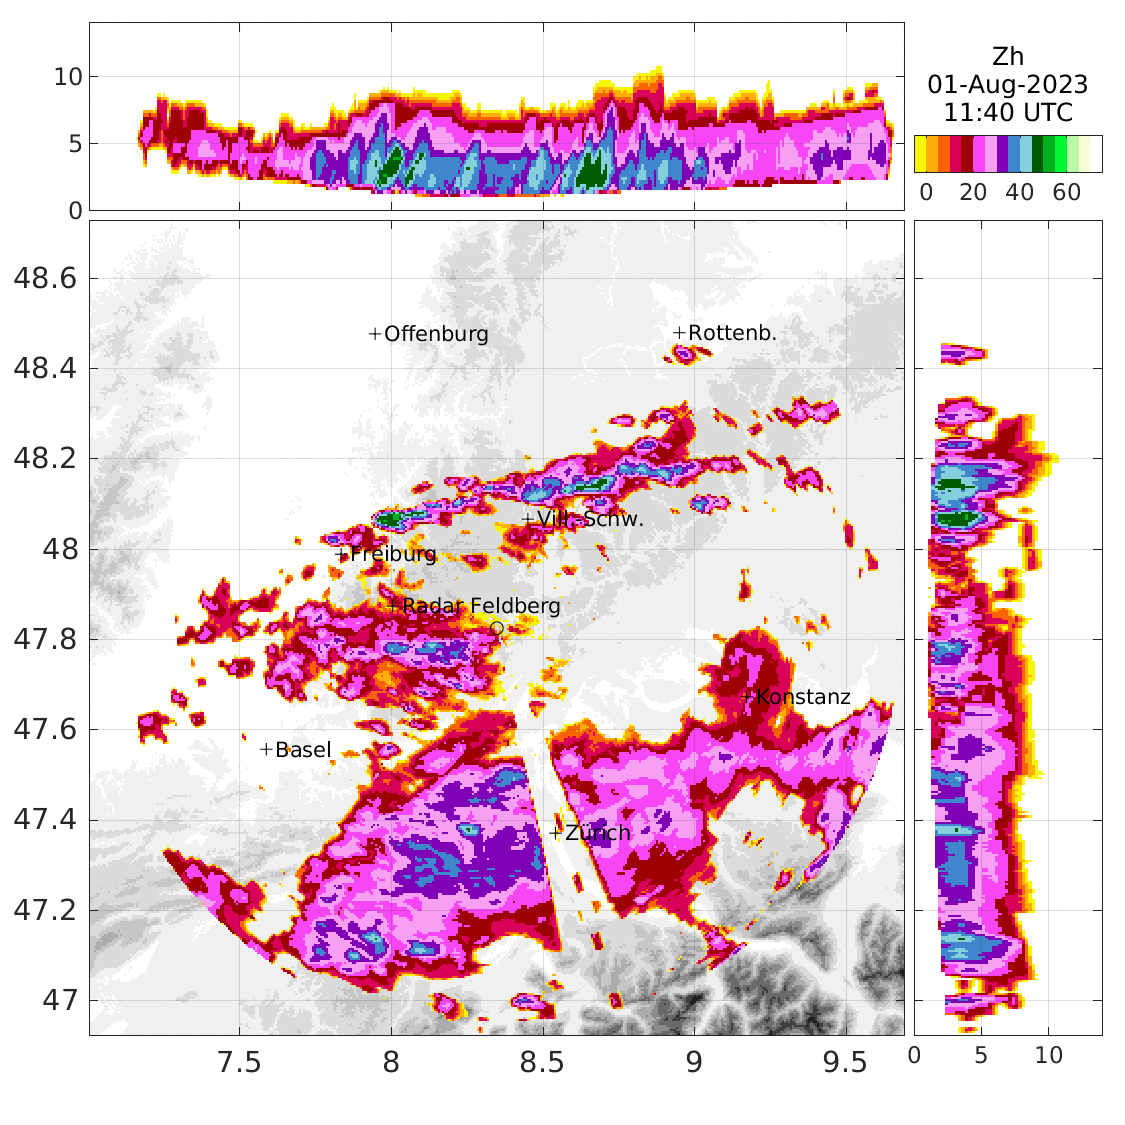 10
5
0
Zh
01-Aug-2023
11:40 UTC
0 20 40 60
48.6
48.4
48.2
48
47.8
47.6
47.4
47.2
47
+Offenburg
+Rottenb.
+Vill.-Schw.
+Freiburg
+Radar Feldberg
+Konstanz
+Basel
+Zürich
7.5 8 8.5 9 9.5
0 5 10